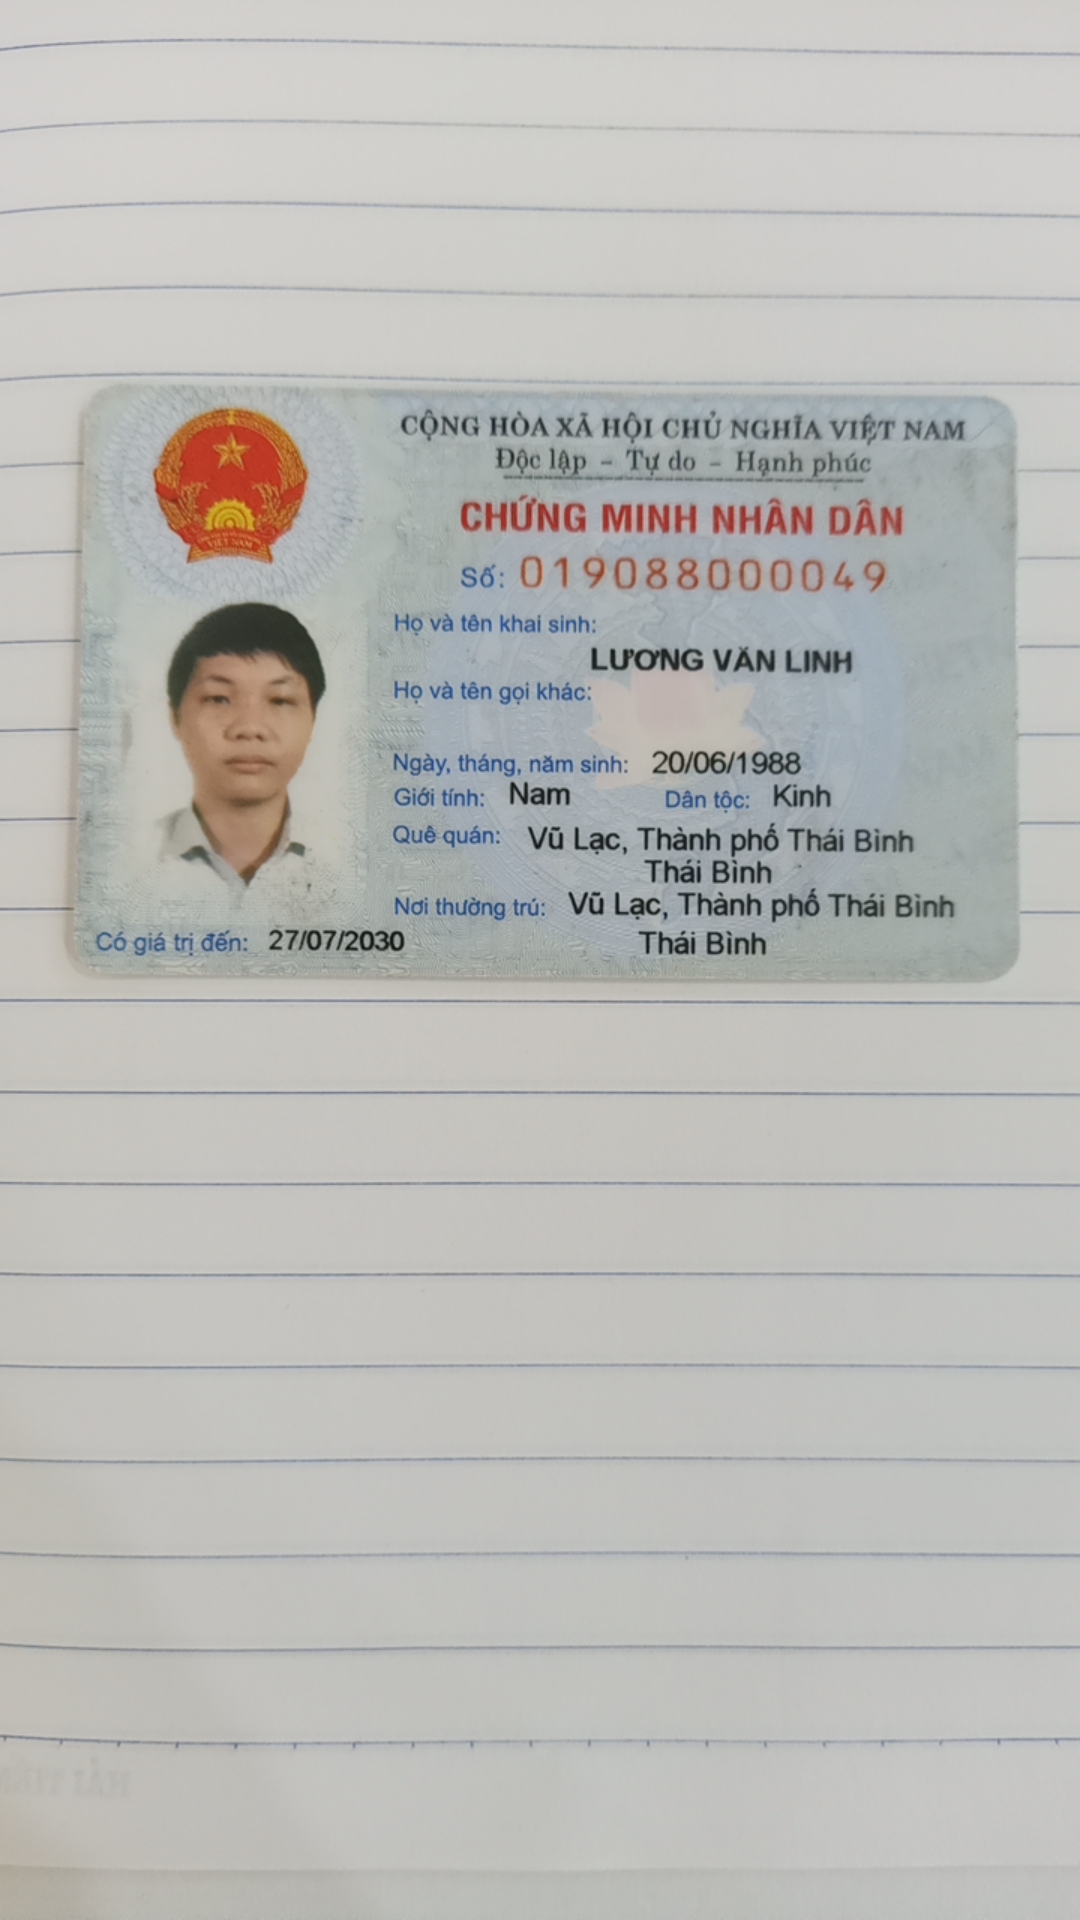 CỘNG HÒA XÃ HỘI CHỦ NGHĨA VIỆT NAM
Độc lập - Tự do - Hạnh phúc
CHỨNG MINH NHÂN DÂN
Số: 019088000049
Họ và tên khai sinh:
LƯƠNG VĂN LINH
Họ và tên gọi khác:
Ngày, tháng, năm sinh: 20/06/1988
Giới tính: Nam Dân tộc: Kinh
Quê quán: Vũ Lạc, Thành phố Thái Bình
Thái Bình
Nơi thường trú: Vũ Lạc, Thành phố Thái Bình
Thái Bình
Có giá trị đến: 27/07/2030
VIỆT NAM